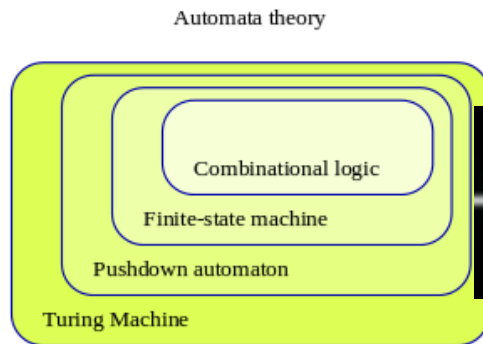 Automata theory
Combinational logic
Finite-state machine
Pushdown automaton
Turing Machine